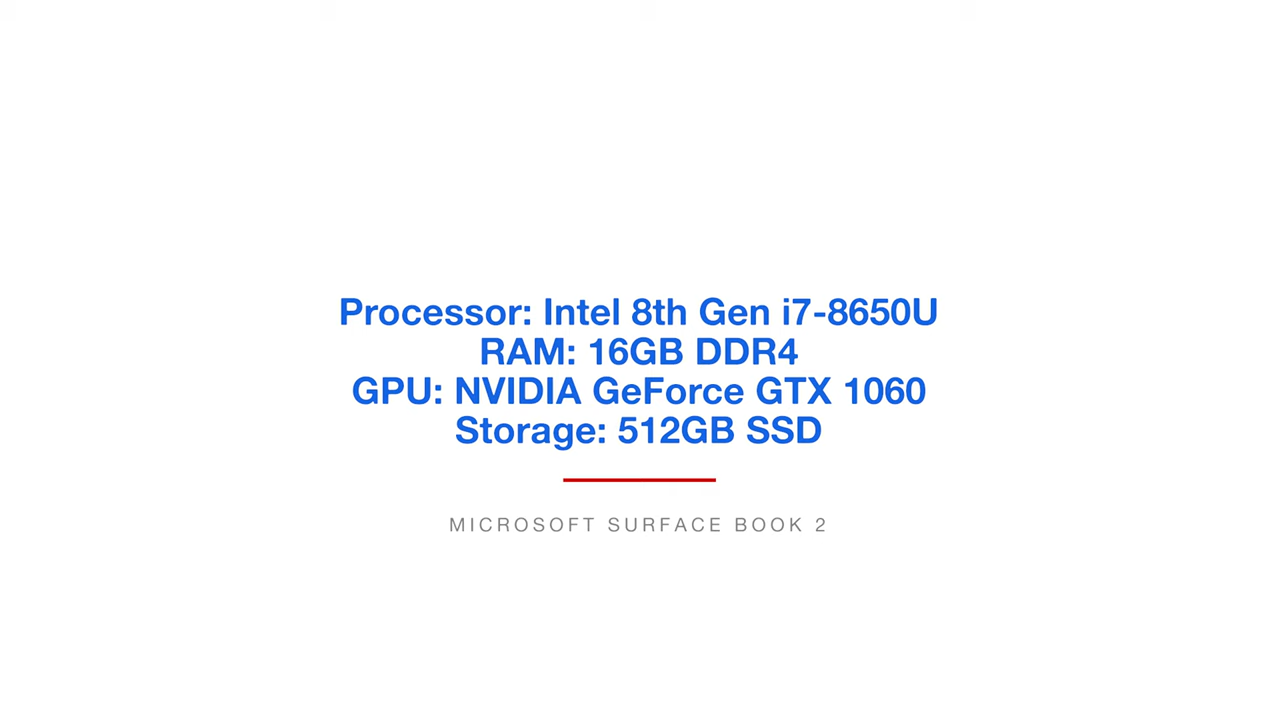 Processor: Intel 8th Gen i7-8650U
RAM: 16GB DDR4
GPU: NVIDIA GeForce GTX 1060
Storage: 512GB SSD
MICROSOFT SURFACE BOOK 2